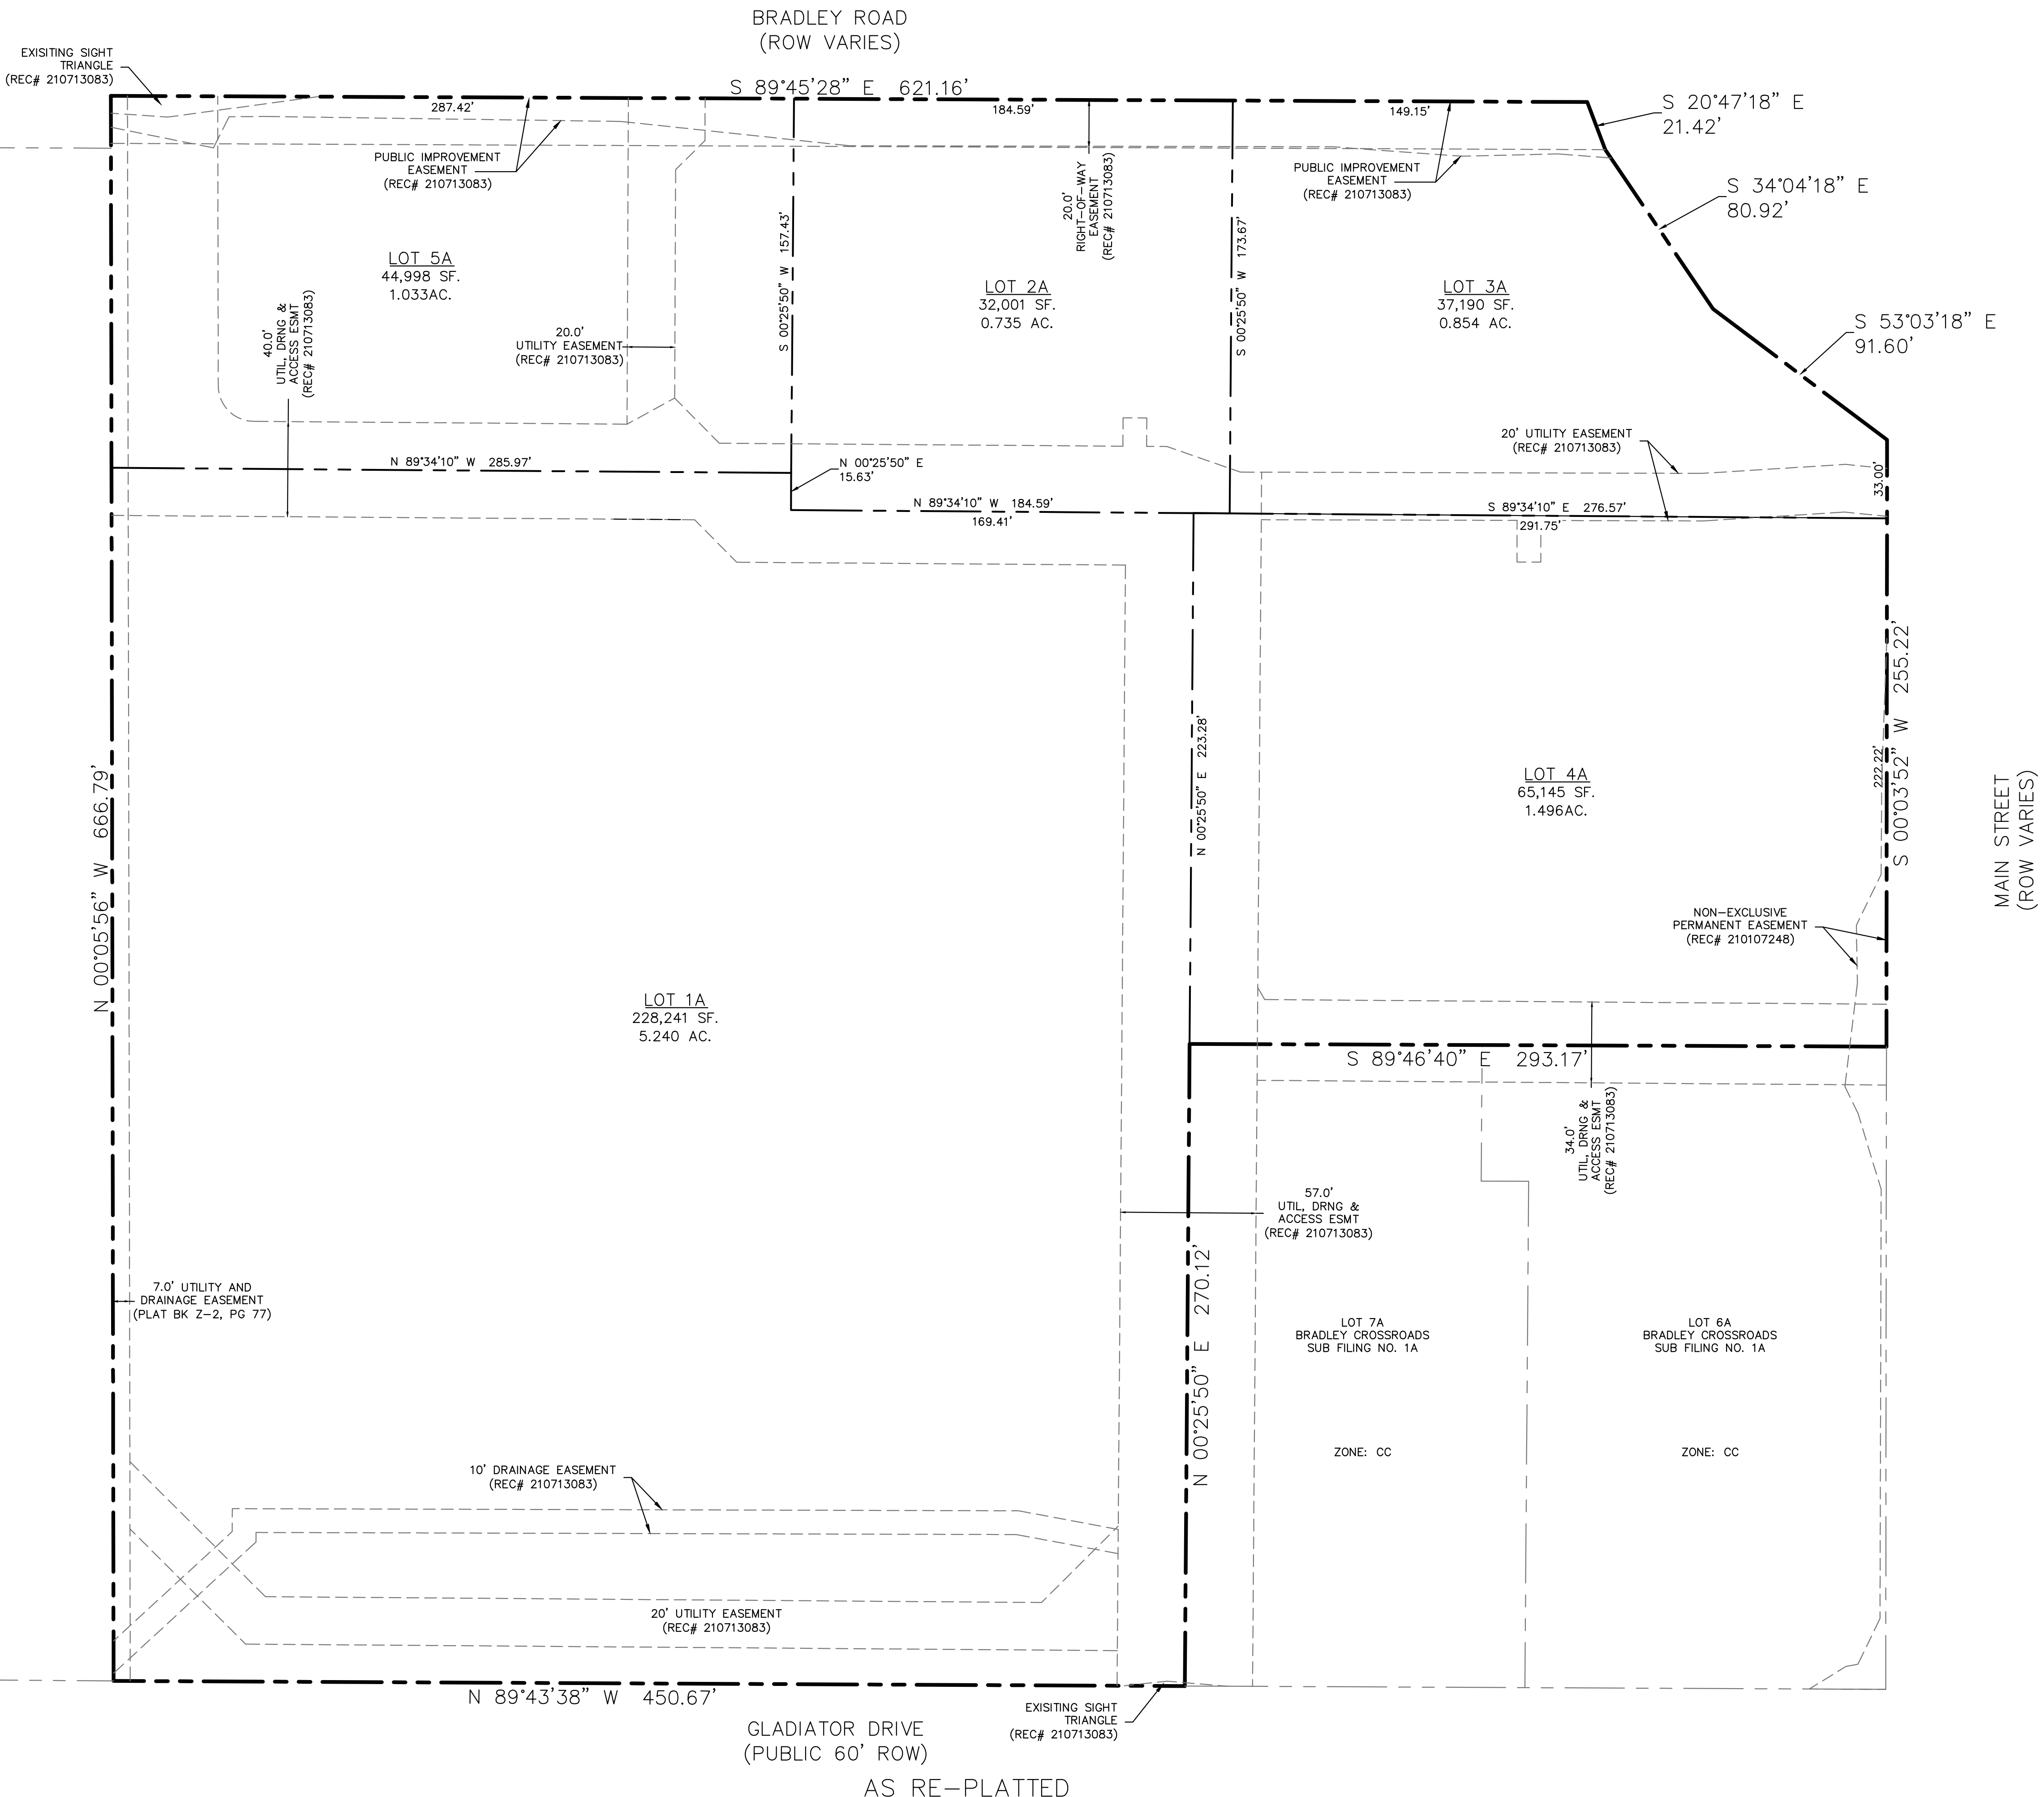 BRADLEY ROAD
(ROW VARIES)
EXISITING SIGHT
TRIANGLE
(REC# 210713083)
S 89°45'28" E 621.16'
287.42'
184.59'
149.15'
S 20°47'18" E
21.42'
PUBLIC IMPROVEMENT
EASEMENT
(REC# 210713083)
20.0'
RIGHT-OF-WAY
EASEMENT
(REC# 210713083)
PUBLIC IMPROVEMENT
EASEMENT
(REC# 210713083)
S 34°04'18" E
80.92'
S 00°25'50" W 157.43'
S 00°25'50" W 173.67'
LOT 5A
44,998 SF.
1.033AC.
LOT 2A
32,001 SF.
0.735 AC.
LOT 3A
37,190 SF.
0.854 AC.
40.0'
UTIL, DRNG &
ACCESS ESMT
(REC# 210713083)
20.0'
UTILITY EASEMENT
(REC# 210713083)
S 53°03'18" E
91.60'
20' UTILITY EASEMENT
(REC# 210713083)
N 89°34'10" W 285.97'
N 00°25'50" E
15.63'
33.00'
N 89°34'10" W 184.59'
169.41'
S 89°34'10" E 276.57'
291.75'
N 00°05'56" W 666.79'
N 00°25'50" E 223.28'
LOT 4A
65,145 SF.
1.496AC.
222.22'
S 00°03'52" W 255.22'
MAIN STREET
(ROW VARIES)
NON-EXCLUSIVE
PERMANENT EASEMENT
(REC# 210107248)
LOT 1A
228,241 SF.
5.240 AC.
S 89°46'40" E 293.17'
34.0'
UTIL, DRNG &
ACCESS ESMT
(REC# 210713083)
57.0'
UTIL, DRNG &
ACCESS ESMT
(REC# 210713083)
N 00°25'50" E 270.12'
7.0' UTILITY AND
DRAINAGE EASEMENT
(PLAT BK Z-2, PG 77)
LOT 7A
BRADLEY CROSSROADS
SUB FILING NO. 1A
LOT 6A
BRADLEY CROSSROADS
SUB FILING NO. 1A
ZONE: CC
ZONE: CC
10' DRAINAGE EASEMENT
(REC# 210713083)
20' UTILITY EASEMENT
(REC# 210713083)
N 89°43'38" W 450.67'
EXISITING SIGHT
TRIANGLE
(REC# 210713083)
GLADIATOR DRIVE
(PUBLIC 60' ROW)
AS RE-PLATTED